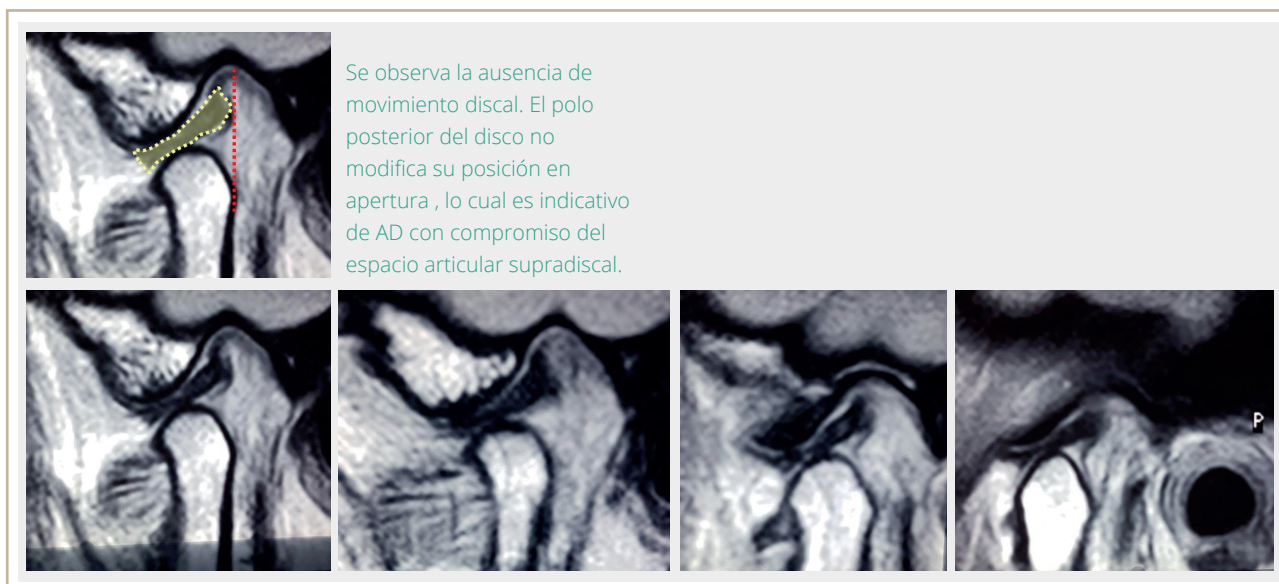 Se observa la ausencia de
movimiento discal. El polo
posterior del disco no
modifica su posición en
apertura , lo cual es indicativo
de AD con compromiso del
espacio articular supradiscal.
P